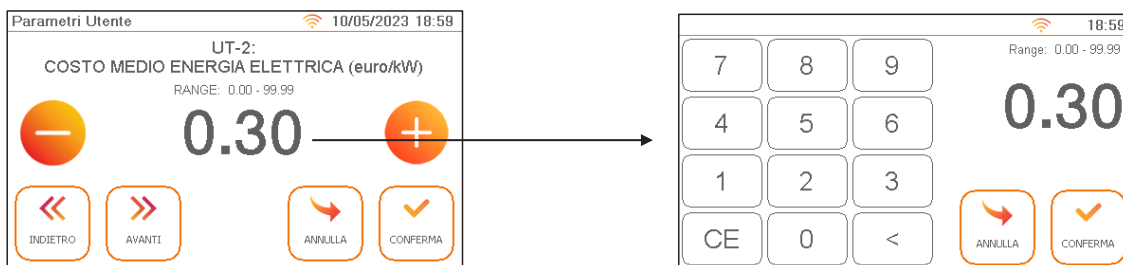 Parametri Utente 10/05/2023 18:59
UT-2:
COSTO MEDIO ENERGIA ELETTRICA (euro/kW)
RANGE: 0.00 - 99.99
0.30
INDIETRO AVANTI ANNULLA CONFERMA
18:59
Range: 0.00 - 99.99
7 8 9
0.30
4 5 6
1 2 3
CE 0 <
ANNULLA CONFERMA